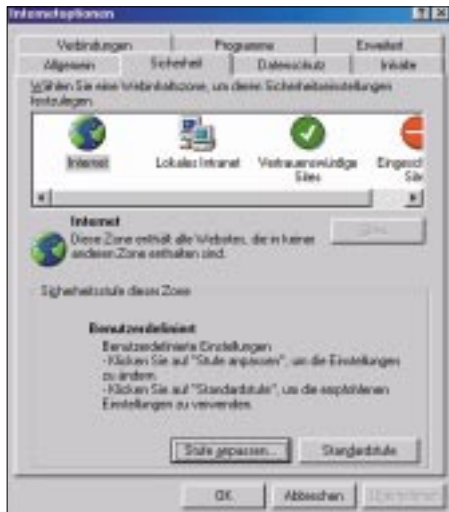 Internetoptionen
Verbindungen Programme Erweitert
Allgemein Sicherheit Datenschutz Inhalte
Wählen Sie eine Webinhaltszone, um deren Sicherheitseinstellungen
festzulegen.
Internet Lokales Intranet Vertrauenswürdige Eingesch
Sites Site
Internet
Diese Zone enthält alle Websites, die in keiner
anderen Zone enthalten sind.
Sites...
Sicherheitsstufe dieser Zone
Benutzerdefiniert
Benutzerdefinierte Einstellungen
- Klicken Sie auf "Stufe anpassen", um die Einstellungen
zu ändern.
- Klicken Sie auf "Standardstufe", um die empfohlenen
Einstellungen zu verwenden.
Stufe anpassen... Standardstufe
OK Abbrechen Übernehmen